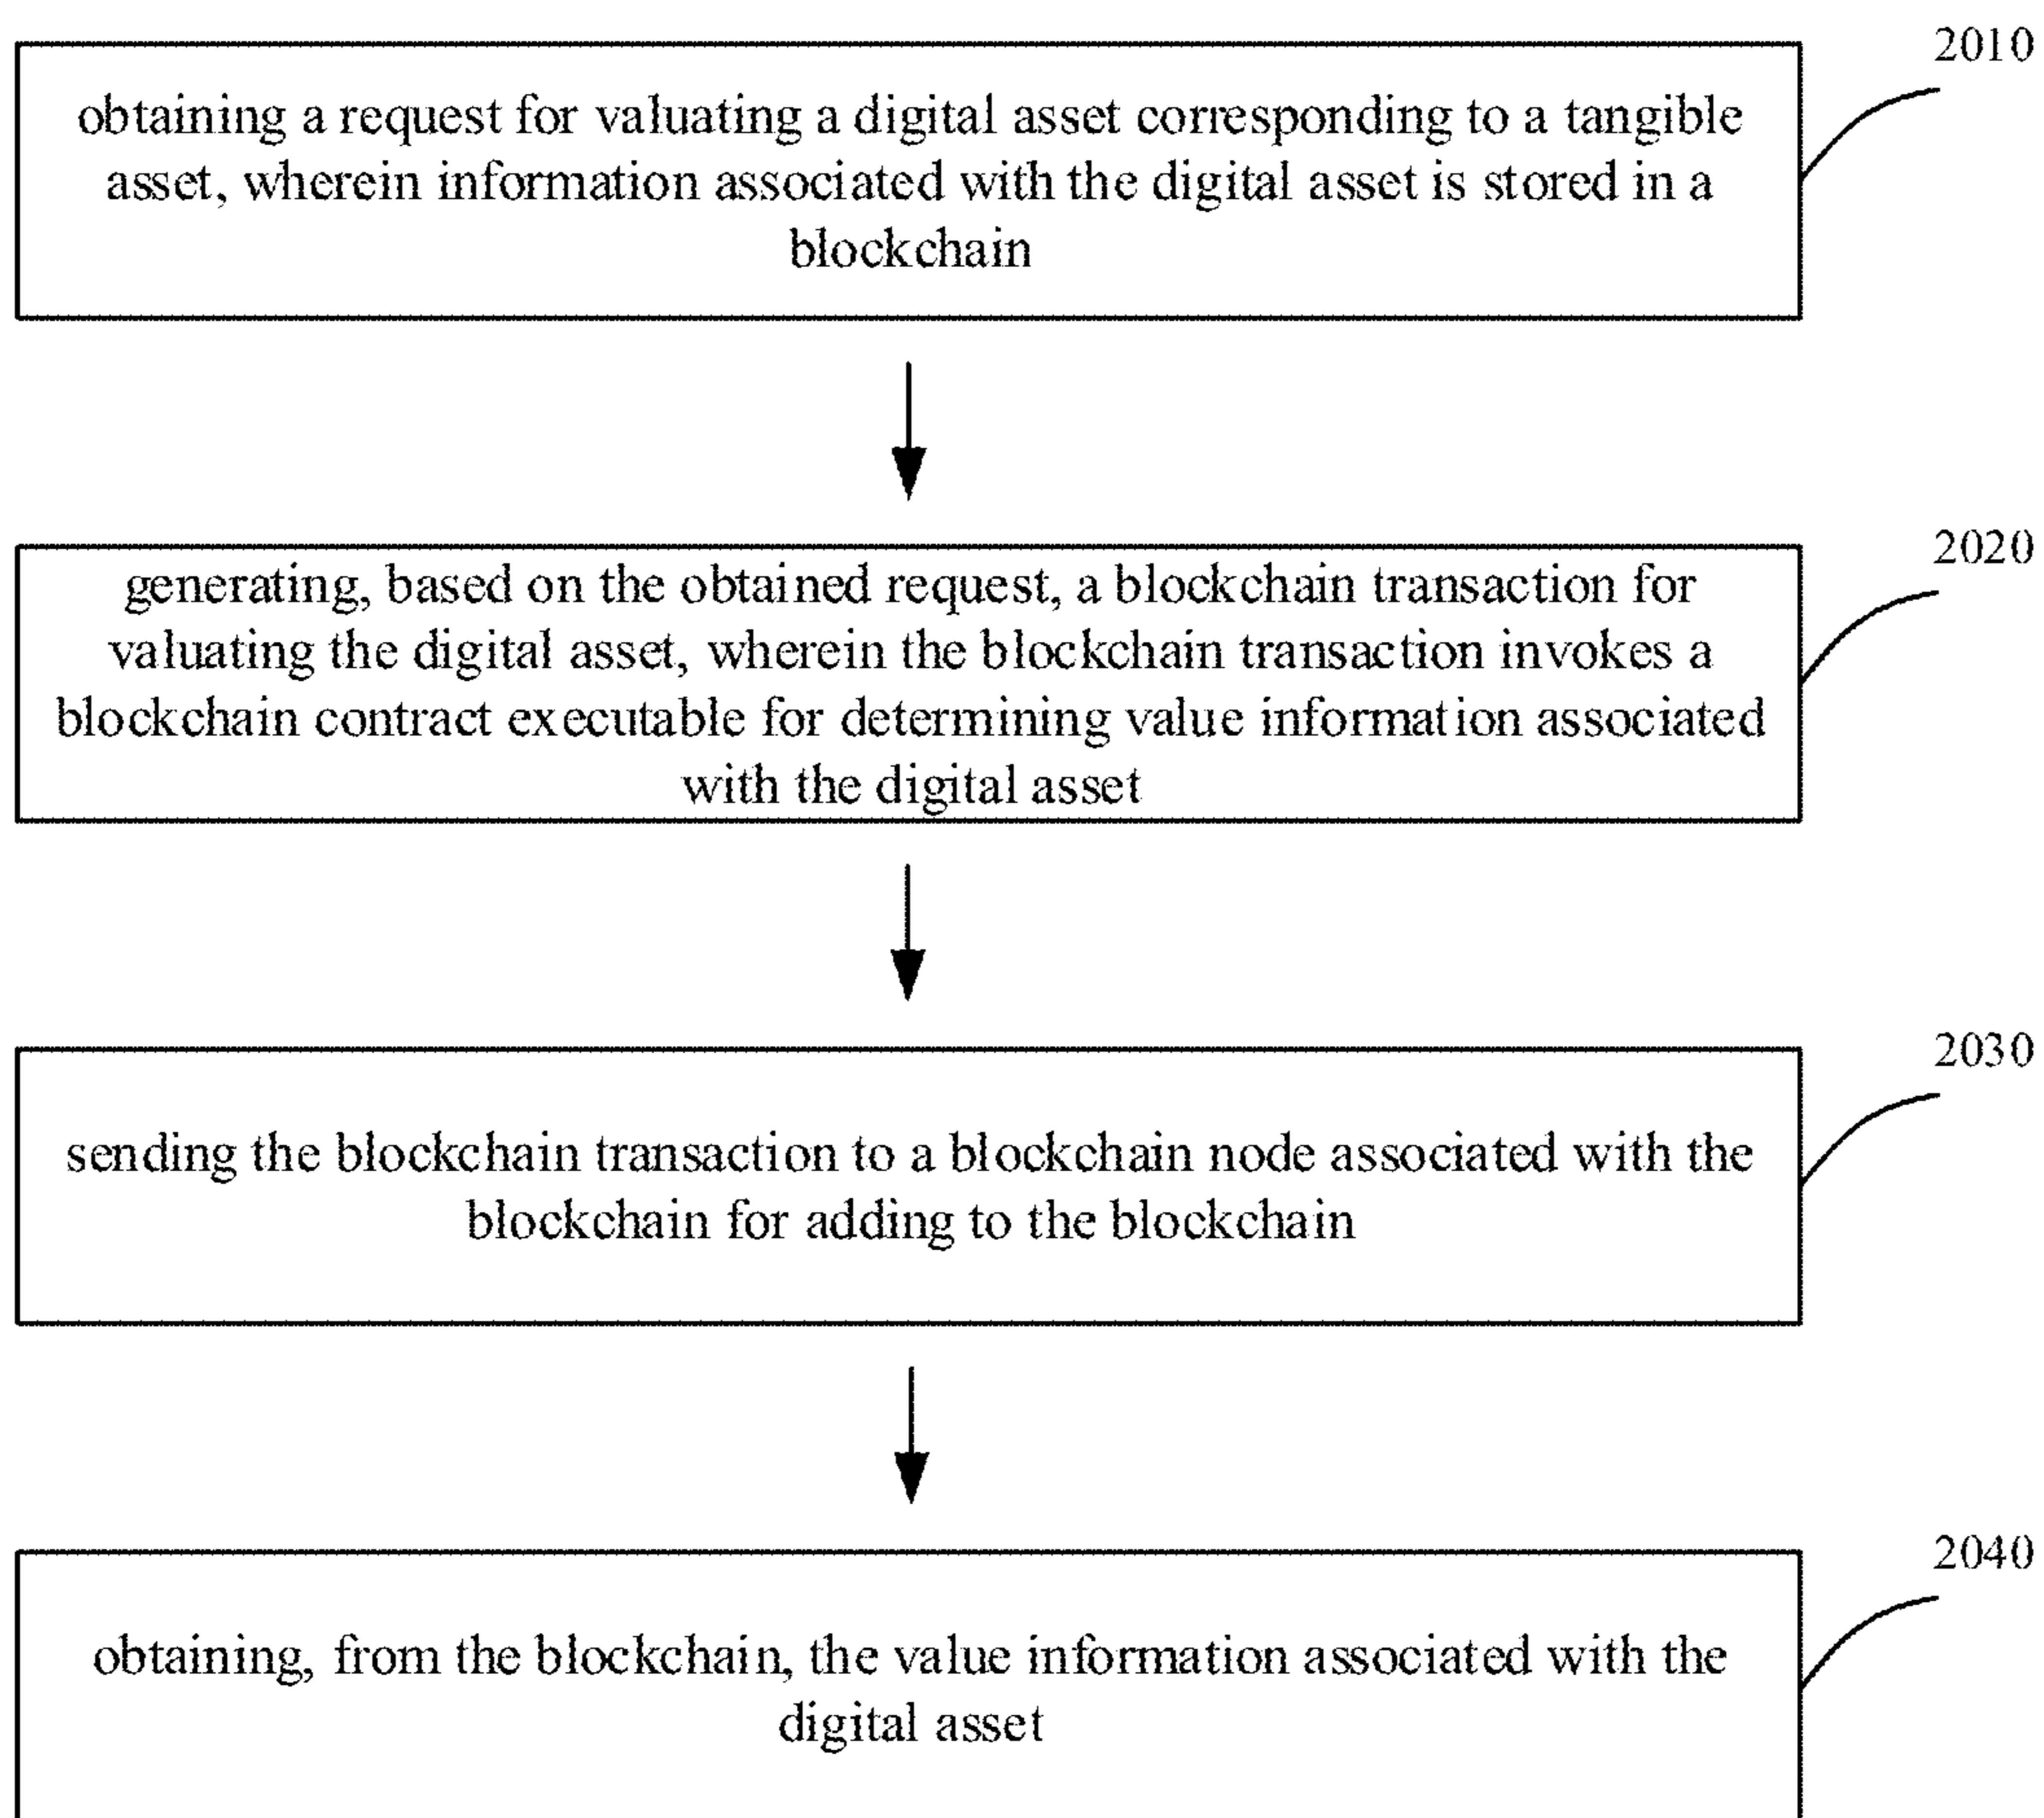 2010
obtaining a request for valuating a digital asset corresponding to a tangible
asset, wherein information associated with the digital asset is stored in a
blockchain
2020
generating, based on the obtained request, a blockchain transaction for
valuating the digital asset, wherein the blockchain transaction invokes a
blockchain contract executable for determining value information associated
with the digital asset
2030
sending the blockchain transaction to a blockchain node associated with the
blockchain for adding to the blockchain
2040
obtaining, from the blockchain, the value information associated with the
digital asset